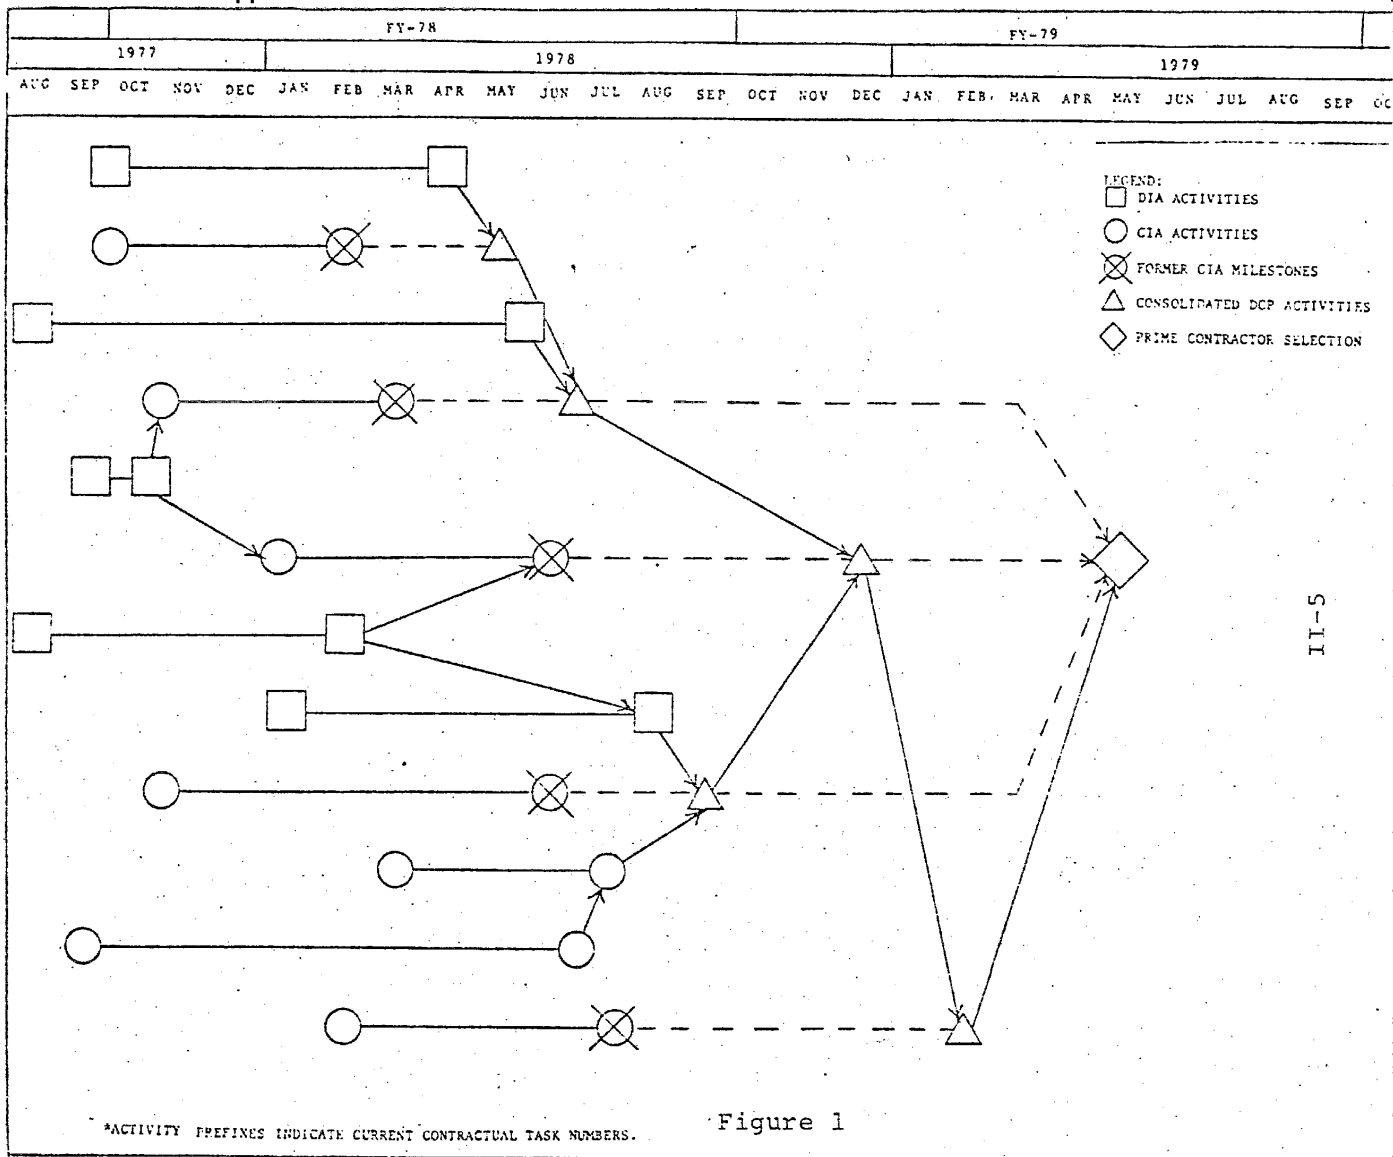 FY-78 FY-79
1977 1978 1979
AUG SEP OCT NOV DEC JAN FEB MAR APR MAY JUN JUL AUG SEP OCT NOV DEC JAN FEB. MAR APR MAY JUN JUL AUG SEP OC
LEGEND:
DIA ACTIVITIES
CIA ACTIVITIES
FORMER CIA MILESTONES
CONSOLIDATED DCP ACTIVITIES
PRIME CONTRACTOR SELECTION
II-5
*ACTIVITY PREFIXES INDICATE CURRENT CONTRACTUAL TASK NUMBERS.
Figure 1